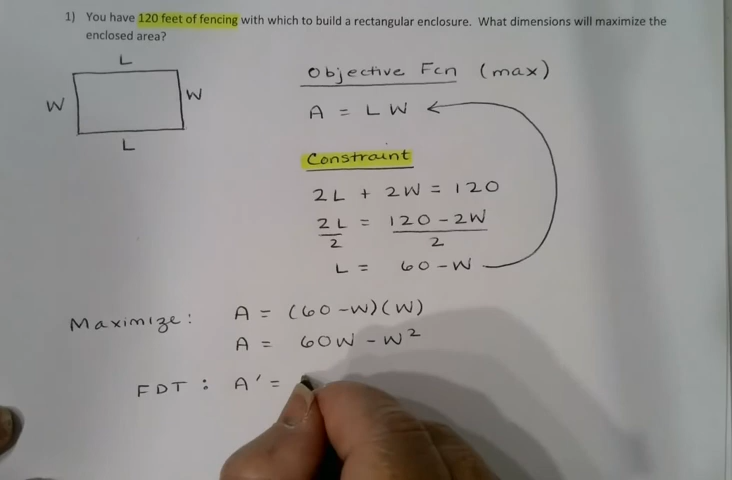 1) You have 120 feet of fencing with which to build a rectangular enclosure. What dimensions will maximize the
enclosed area?
L
W
W
L
Objective Fcn (max)
A = LW
Constraint
2L + 2W = 120
2L = 120 - 2W
2 2
L = 60 - W
Maximize: A = (60 - W)(W)
A = 60W - W²
FDT: A' =